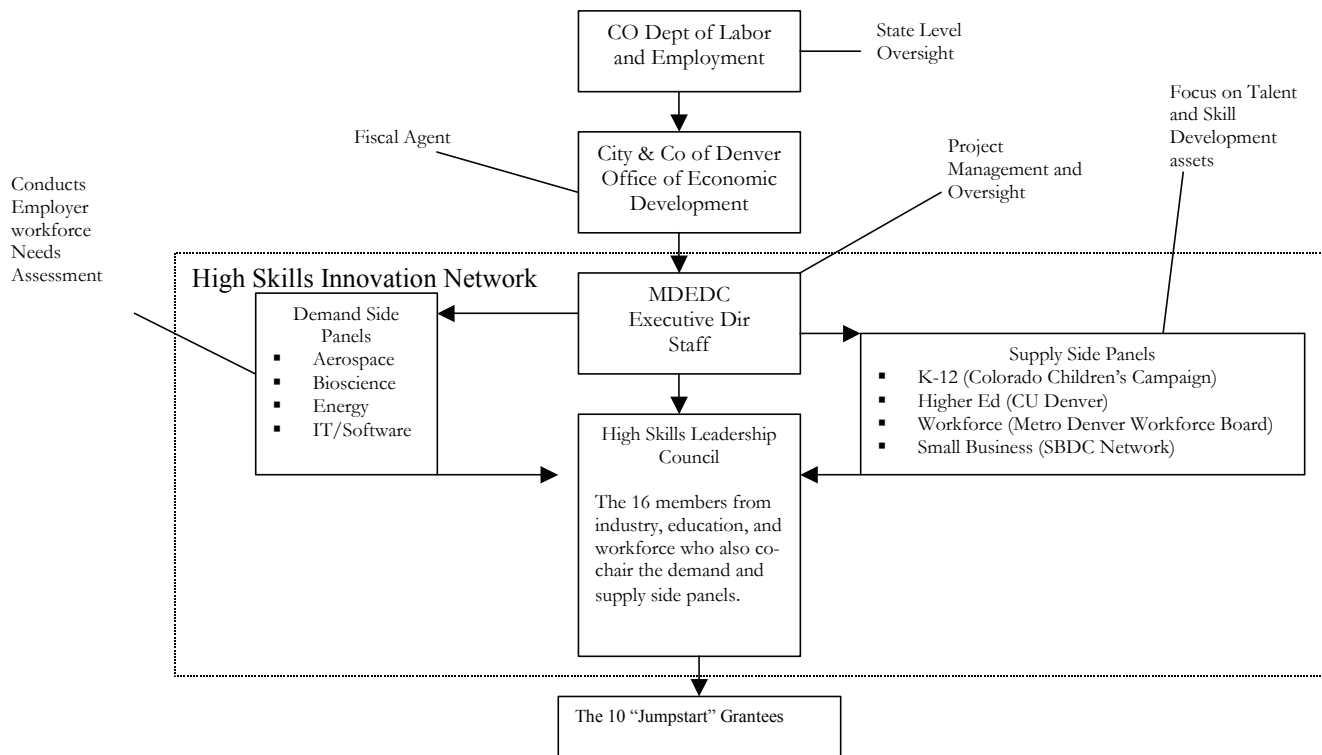 CO Dept of Labor
and Employment
State Level
Oversight
Focus on Talent
and Skill
Development
assets
Fiscal Agent
City & Co of Denver
Office of Economic
Development
Project
Management and
Oversight
Conducts
Employer
workforce
Needs
Assessment
High Skills Innovation Network
MDEDC
Executive Dir
Staff
Demand Side
Panels
▪ Aerospace
▪ Bioscience
▪ Energy
▪ IT/Software
Supply Side Panels
▪ K-12 (Colorado Children's Campaign)
▪ Higher Ed (CU Denver)
▪ Workforce (Metro Denver Workforce Board)
▪ Small Business (SBDC Network)
High Skills Leadership
Council
The 16 members from
industry, education, and
workforce who also co-
chair the demand and
supply side panels.
The 10 “Jumpstart” Grantees